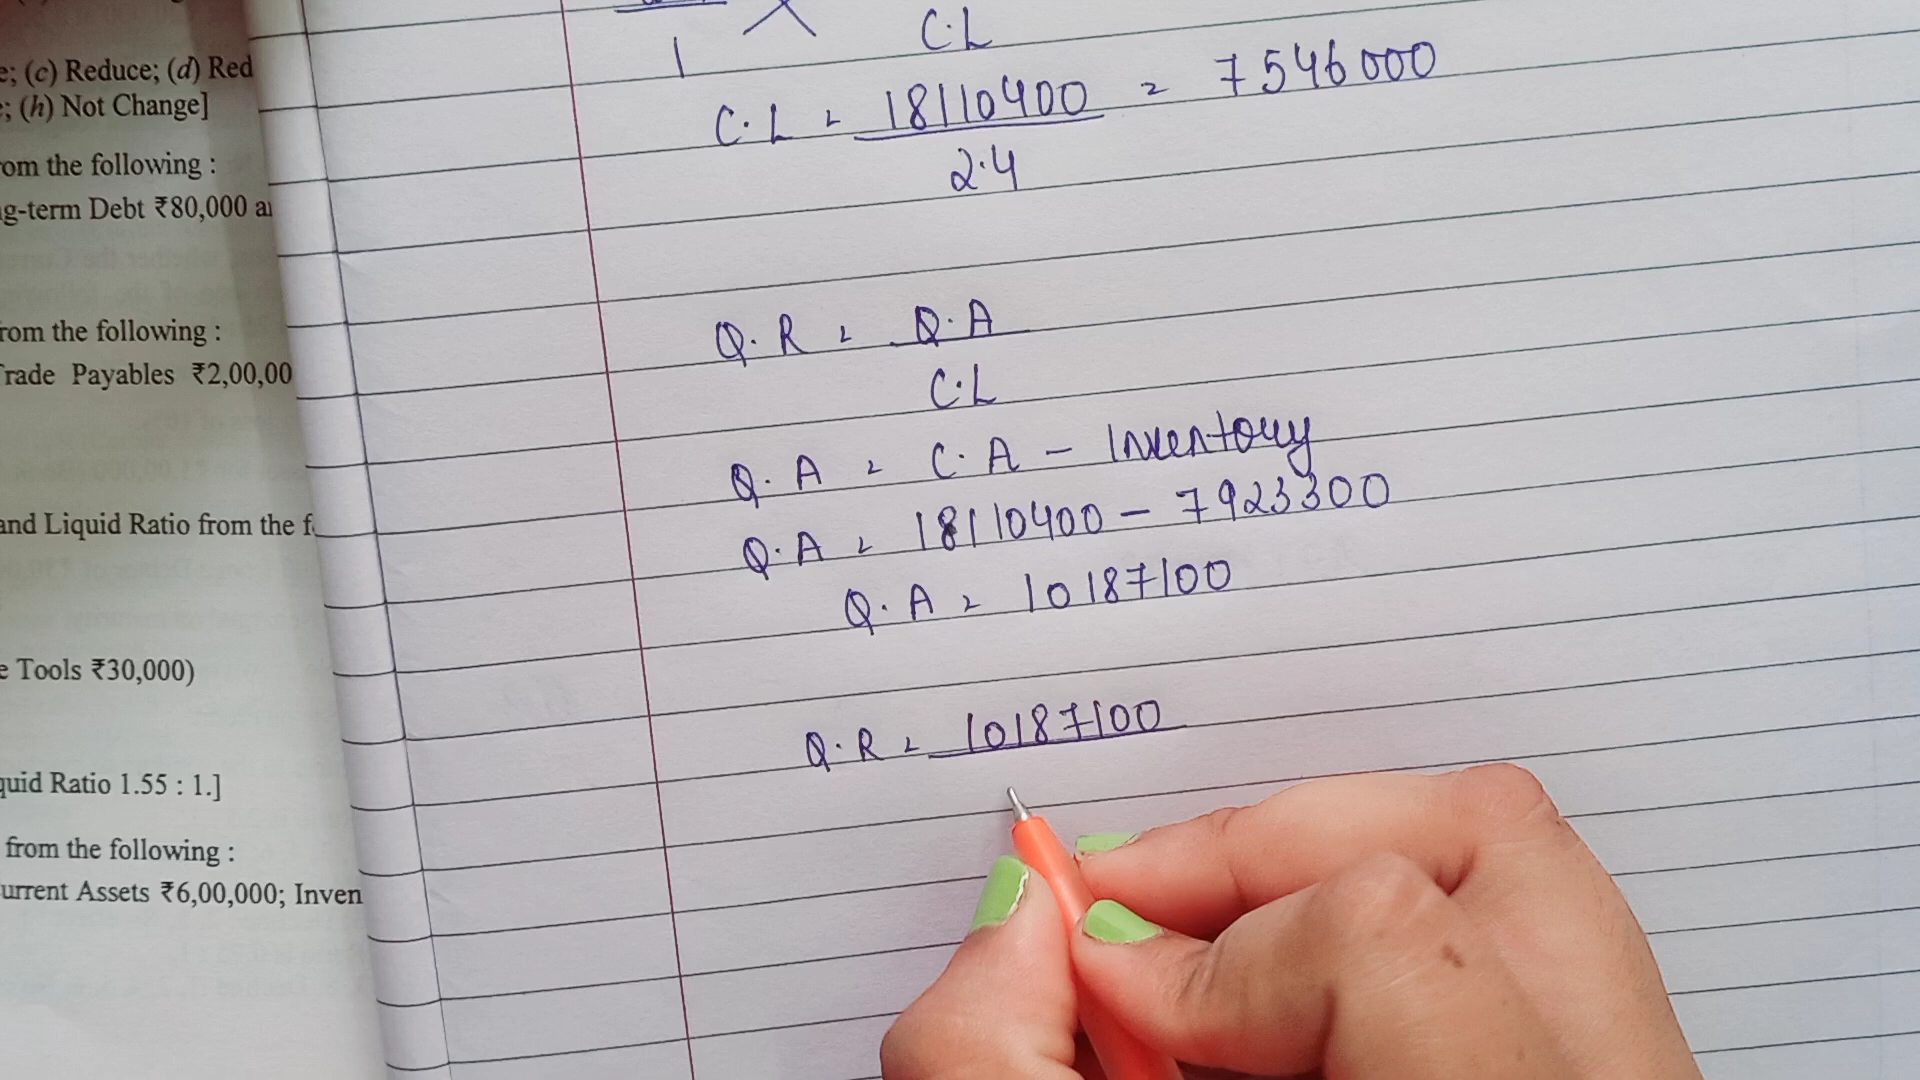 e; (c) Reduce; (d) Red
; (h) Not Change]
om the following :
g-term Debt ₹80,000 a
rom the following :
rade Payables ₹2,00,00
and Liquid Ratio from the f
e Tools ₹30,000)
quid Ratio 1.55 : 1.]
from the following :
urrent Assets ₹6,00,000; Inven
1 C.L
C.L = 18110400 = 7546000
2.4
Q.R = Q.A
C.L
Q.A = C.A - Inventory
Q.A = 18110400 - 7923300
Q.A = 10187100
Q.R = 10187100